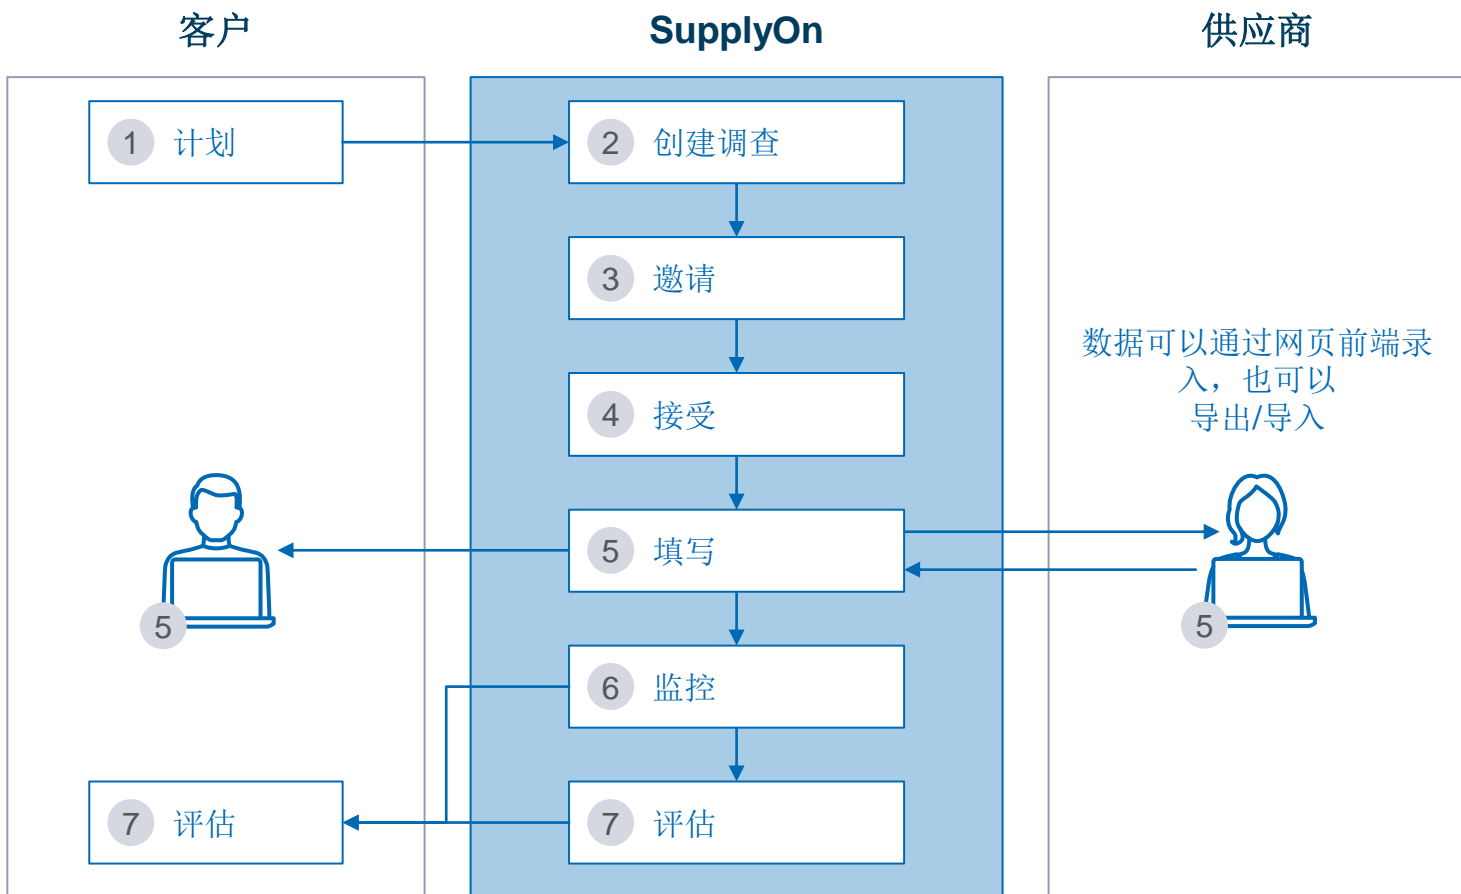 客户
SupplyOn
供应商
1 计划
2 创建调查
3 邀请
数据可以通过网页前端录
入，也可以
导出/导入
4 接受
5 填写
5
5
6 监控
7 评估
7 评估